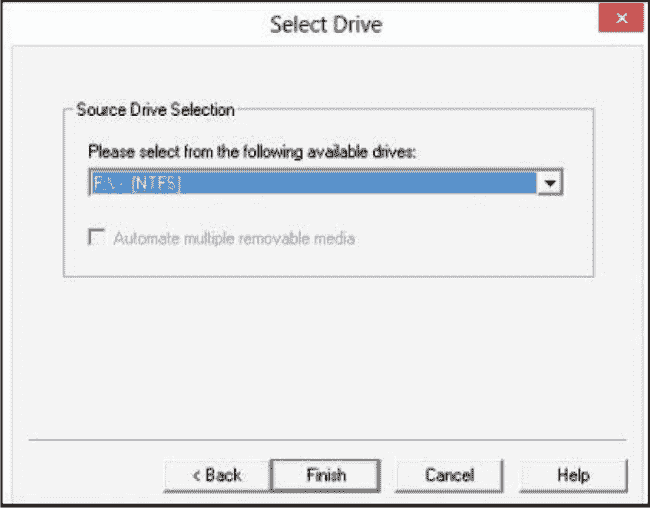 Select Drive
Source Drive Selection
Please select from the following available drives:
F:\ - [NTFS]
Automate multiple removable media
< Back
Finish
Cancel
Help